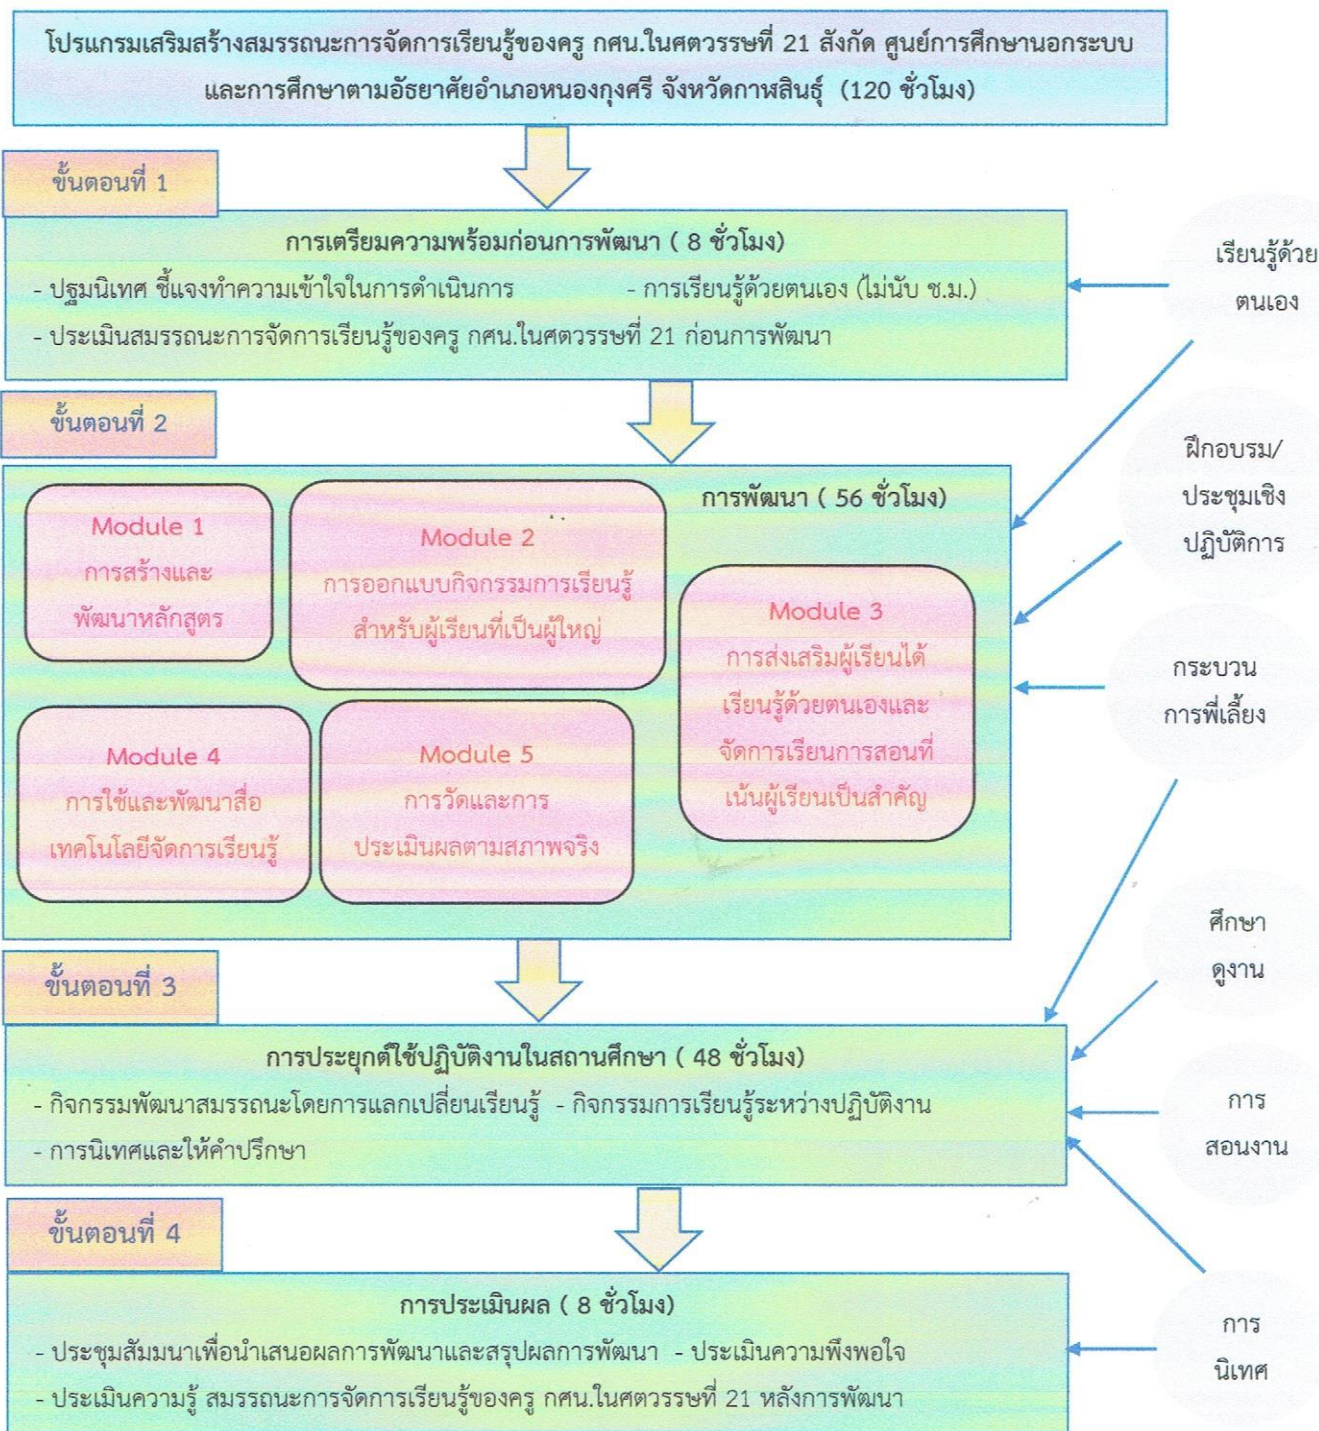 โปรแกรมเสริมสร้างสมรรถนะการจัดการเรียนรู้ของครู กศน.ในศตวรรษที่ 21 สังกัด ศูนย์การศึกษานอกระบบ
และการศึกษาตามอัธยาศัยอำเภอหนองกุงศรี จังหวัดกาฬสินธุ์ (120 ชั่วโมง)
ขั้นตอนที่ 1
การเตรียมความพร้อมก่อนการพัฒนา ( 8 ชั่วโมง)
- ปฐมนิเทศ ชี้แจงทำความเข้าใจในการดำเนินการ - การเรียนรู้ด้วยตนเอง (ไม่นับ ช.ม.)
- ประเมินสมรรถนะการจัดการเรียนรู้ของครู กศน.ในศตวรรษที่ 21 ก่อนการพัฒนา
เรียนรู้ด้วย
ตนเอง
ขั้นตอนที่ 2
การพัฒนา ( 56 ชั่วโมง)
Module 1
การสร้างและ
พัฒนาหลักสูตร
Module 2
การออกแบบกิจกรรมการเรียนรู้
สำหรับผู้เรียนที่เป็นผู้ใหญ่
Module 3
การส่งเสริมผู้เรียนได้
เรียนรู้ด้วยตนเองและ
จัดการเรียนการสอนที่
เน้นผู้เรียนเป็นสำคัญ
Module 4
การใช้และพัฒนาสื่อ
เทคโนโลยีจัดการเรียนรู้
Module 5
การวัดและการ
ประเมินผลตามสภาพจริง
ฝึกอบรม/
ประชุมเชิง
ปฏิบัติการ
กระบวน
การพี่เลี้ยง
ขั้นตอนที่ 3
การประยุกต์ใช้ปฏิบัติงานในสถานศึกษา ( 48 ชั่วโมง)
- กิจกรรมพัฒนาสมรรถนะโดยการแลกเปลี่ยนเรียนรู้ - กิจกรรมการเรียนรู้ระหว่างปฏิบัติงาน
- การนิเทศและให้คำปรึกษา
ศึกษา
ดูงาน
การ
สอนงาน
ขั้นตอนที่ 4
การประเมินผล ( 8 ชั่วโมง)
- ประชุมสัมมนาเพื่อนำเสนอผลการพัฒนาและสรุปผลการพัฒนา - ประเมินความพึงพอใจ
- ประเมินความรู้ สมรรถนะการจัดการเรียนรู้ของครู กศน.ในศตวรรษที่ 21 หลังการพัฒนา
การ
นิเทศ